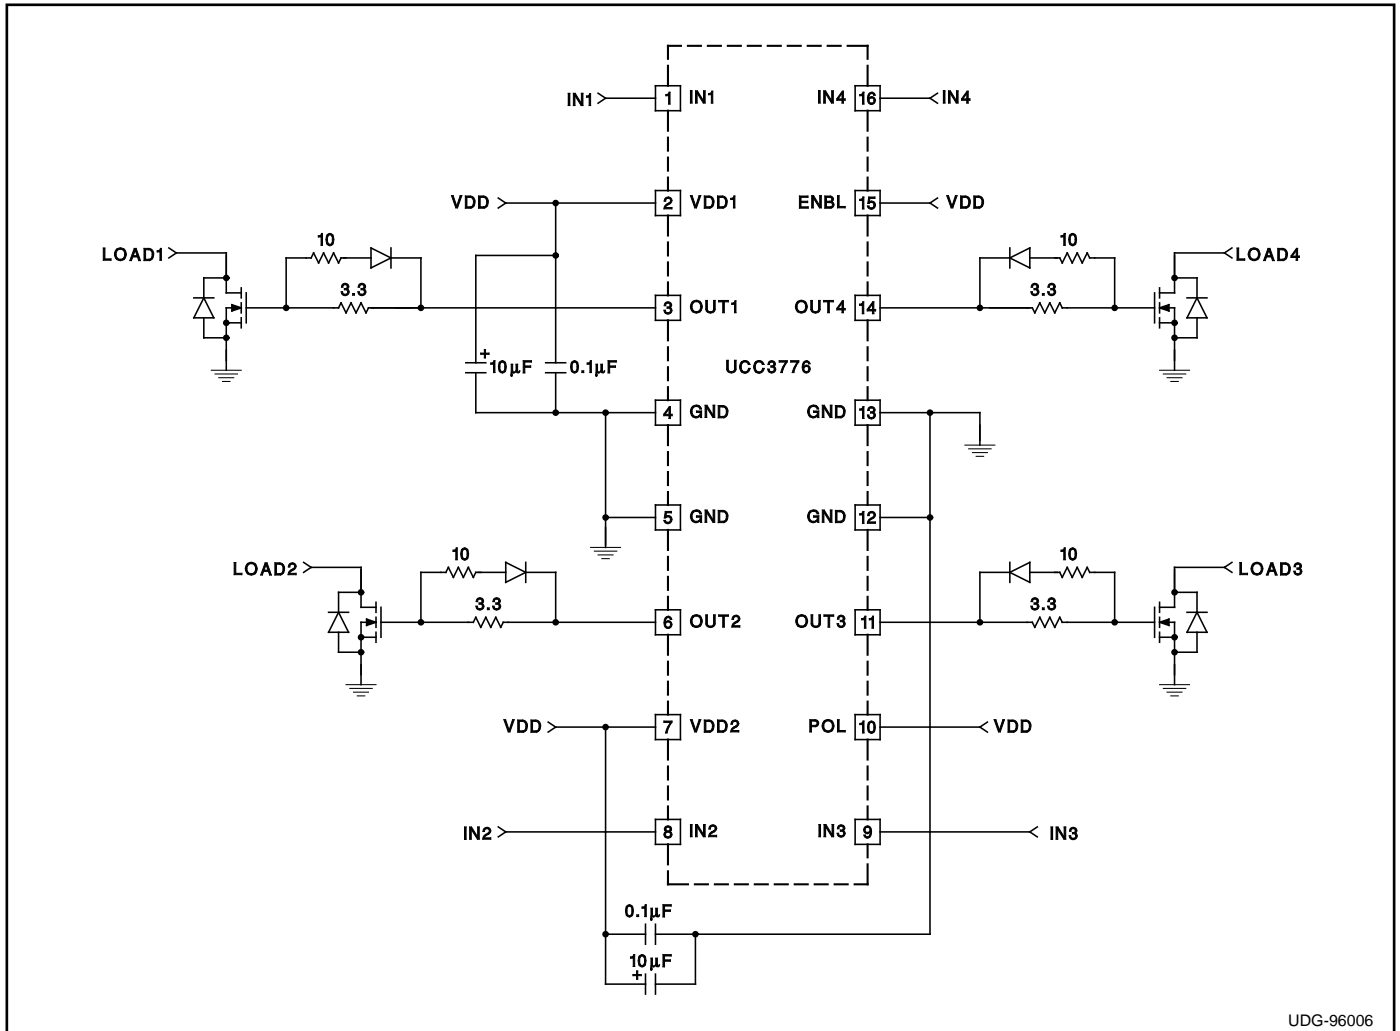 IN1
1
IN1
IN4
16
IN4
VDD
2
VDD1
ENBL
15
VDD
LOAD1
10
3.3
3
OUT1
OUT4
14
10
3.3
LOAD4
+
10µF
0.1µF
UCC3776
4
GND
GND
13
5
GND
GND
12
LOAD2
10
3.3
6
OUT2
OUT3
11
10
3.3
LOAD3
VDD
7
VDD2
POL
10
VDD
IN2
8
IN2
IN3
9
IN3
0.1µF
10µF
+
UDG-96006